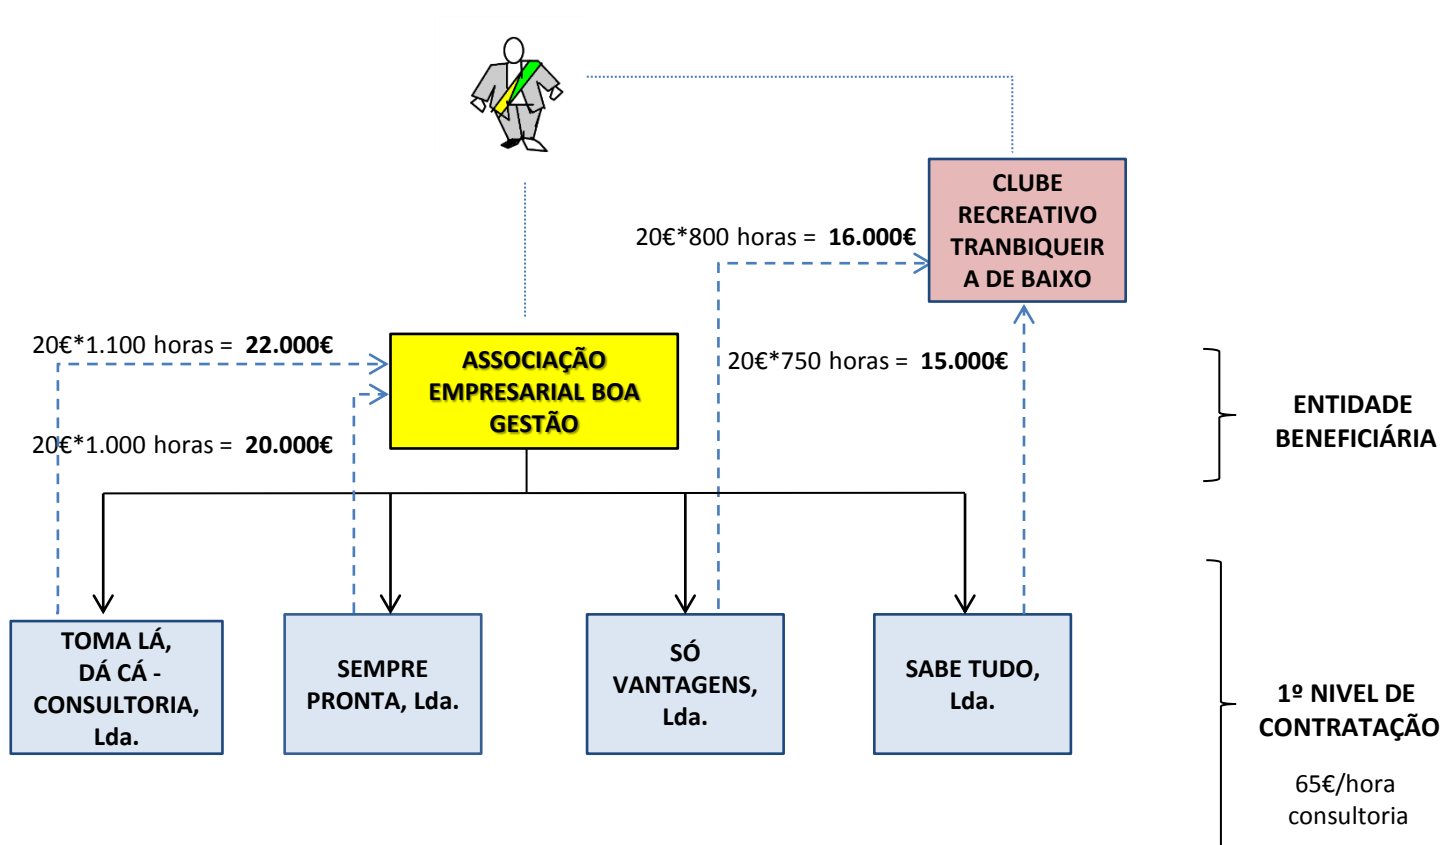 CLUBE
RECREATIVO
TRANBIQUEIR
A DE BAIXO
20€*800 horas = 16.000€
20€*1.100 horas = 22.000€
ASSOCIAÇÃO
EMPRESARIAL BOA
GESTÃO
20€*750 horas = 15.000€
20€*1.000 horas = 20.000€
ENTIDADE
BENEFICIÁRIA
TOMA LÁ,
DÁ CÁ -
CONSULTORIA,
Lda.
SEMPRE
PRONTA, Lda.
SÓ
VANTAGENS,
Lda.
SABE TUDO,
Lda.
1º NIVEL DE
CONTRATAÇÃO
65€/hora
consultoria